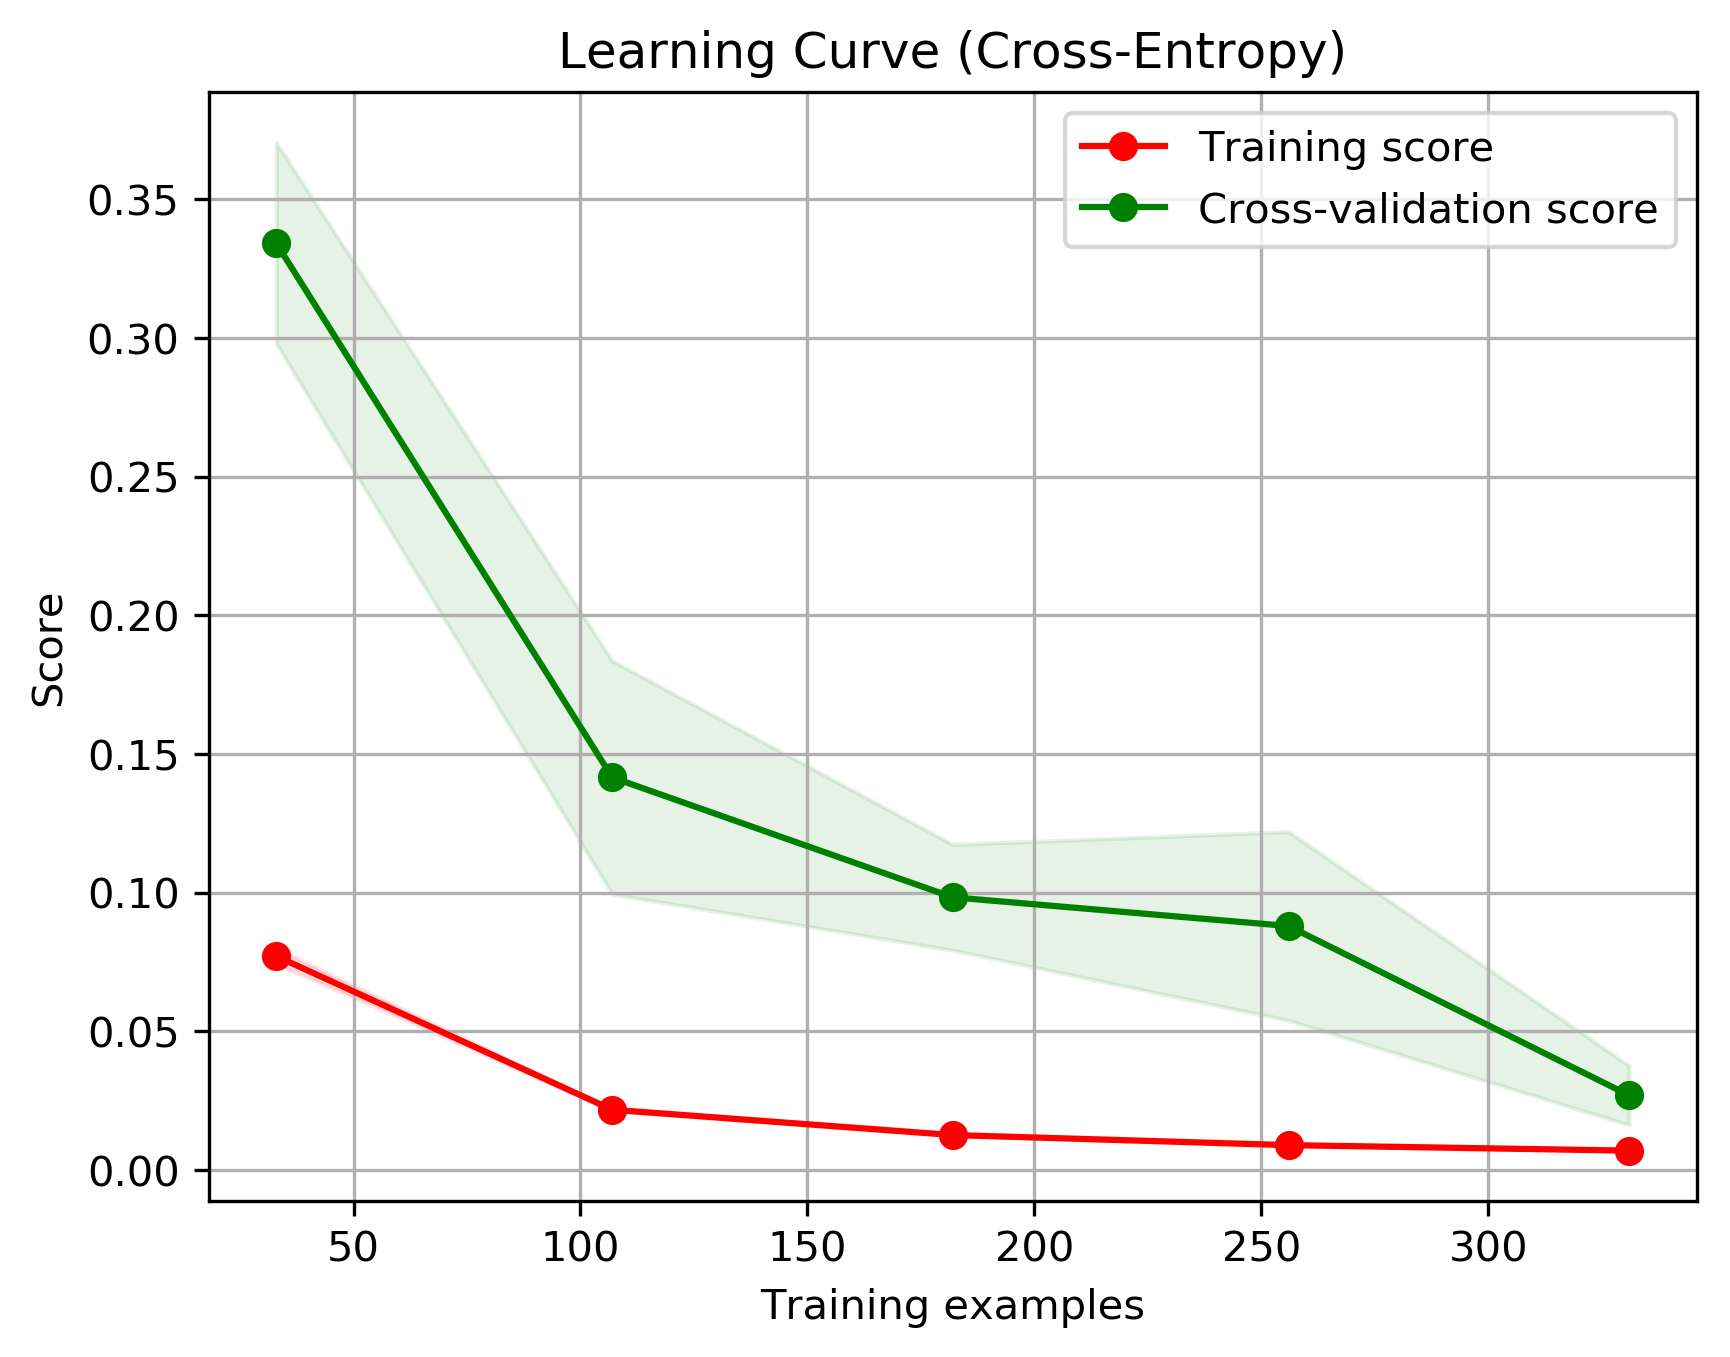 Learning Curve (Cross-Entropy)
Training score
Cross-validation score
0.35
0.30
0.25
0.20
0.15
0.10
0.05
0.00
Score
50 100 150 200 250 300
Training examples